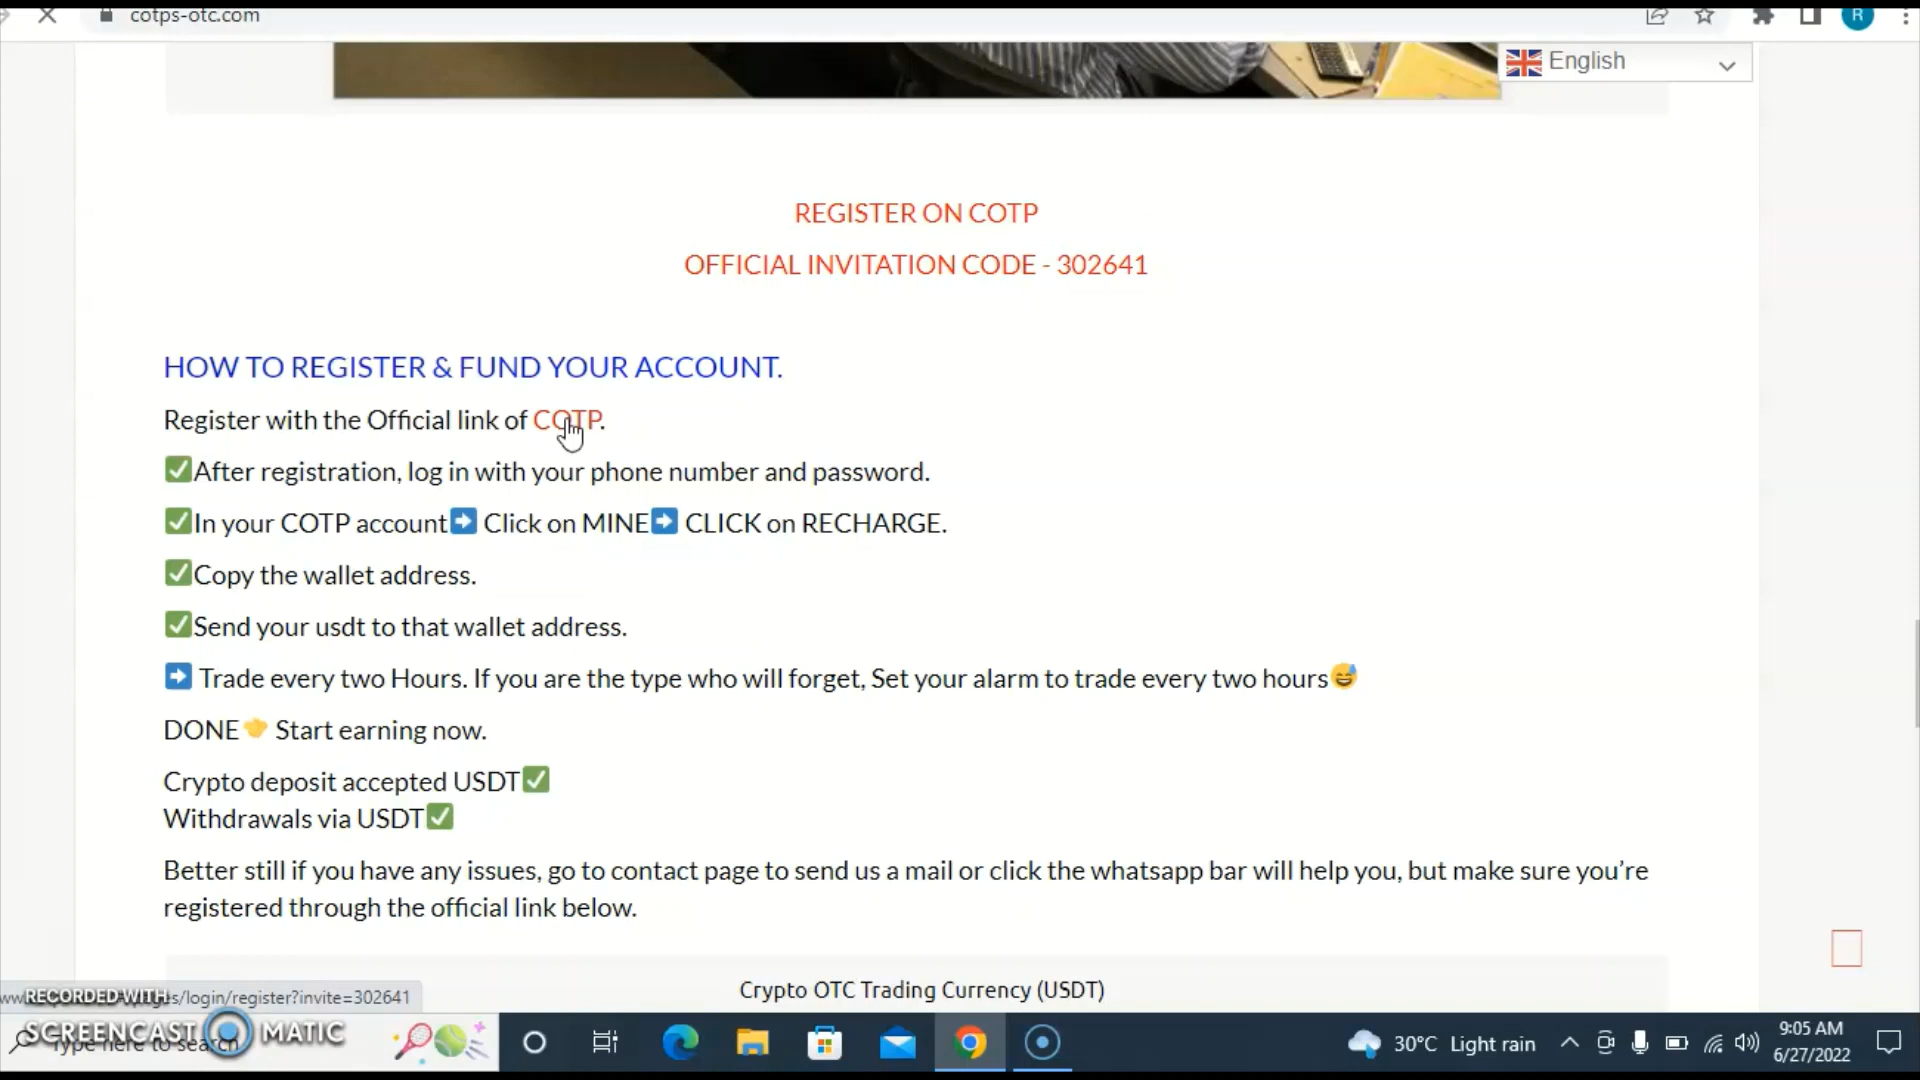 cotps-otc.com
R
English
REGISTER ON COTP
OFFICIAL INVITATION CODE - 302641
HOW TO REGISTER & FUND YOUR ACCOUNT.
Register with the Official link of COTP.
✅After registration, log in with your phone number and password.
✅In your COTP account➡ Click on MINE➡ CLICK on RECHARGE.
✅Copy the wallet address.
✅Send your usdt to that wallet address.
➡ Trade every two Hours. If you are the type who will forget, Set your alarm to trade every two hours😅
DONE👈 Start earning now.
Crypto deposit accepted USDT✅
Withdrawals via USDT✅
Better still if you have any issues, go to contact page to send us a mail or click the whatsapp bar will help you, but make sure you're
registered through the official link below.
Crypto OTC Trading Currency (USDT)
/login/register?invite=302641
RECORDED WITH
SCREENCAST MATIC
Type here to search
30°C Light rain
9:05 AM
6/27/2022